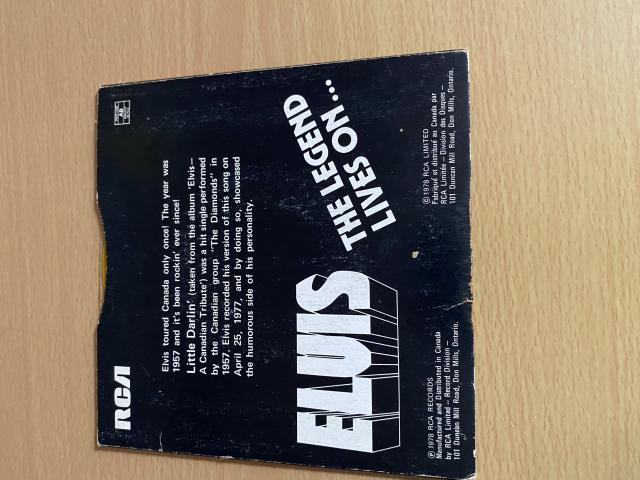 RCA
Elvis toured Canada only once! The year was
1957 and it's been rockin' ever since!
Little Darlin' (taken from the album 'Elvis—
A Canadian Tribute') was a hit single performed
by the Canadian group "The Diamonds" in
1957. Elvis recorded his version of this song on
April 25, 1977, and by doing so, showcased
the humorous side of his personality.
ELVIS
THE LEGEND
LIVES ON...
℗1978 RCA RECORDS
Manufactured and Distributed in Canada
by RCA Limited — Record Division —
101 Duncan Mill Road, Don Mills, Ontario.
©1978 RCA LIMITED
Fabriqué et distribué au Canada par
RCA Limitée — Division des Disques —
101 Duncan Mill Road, Don Mills, Ontario.